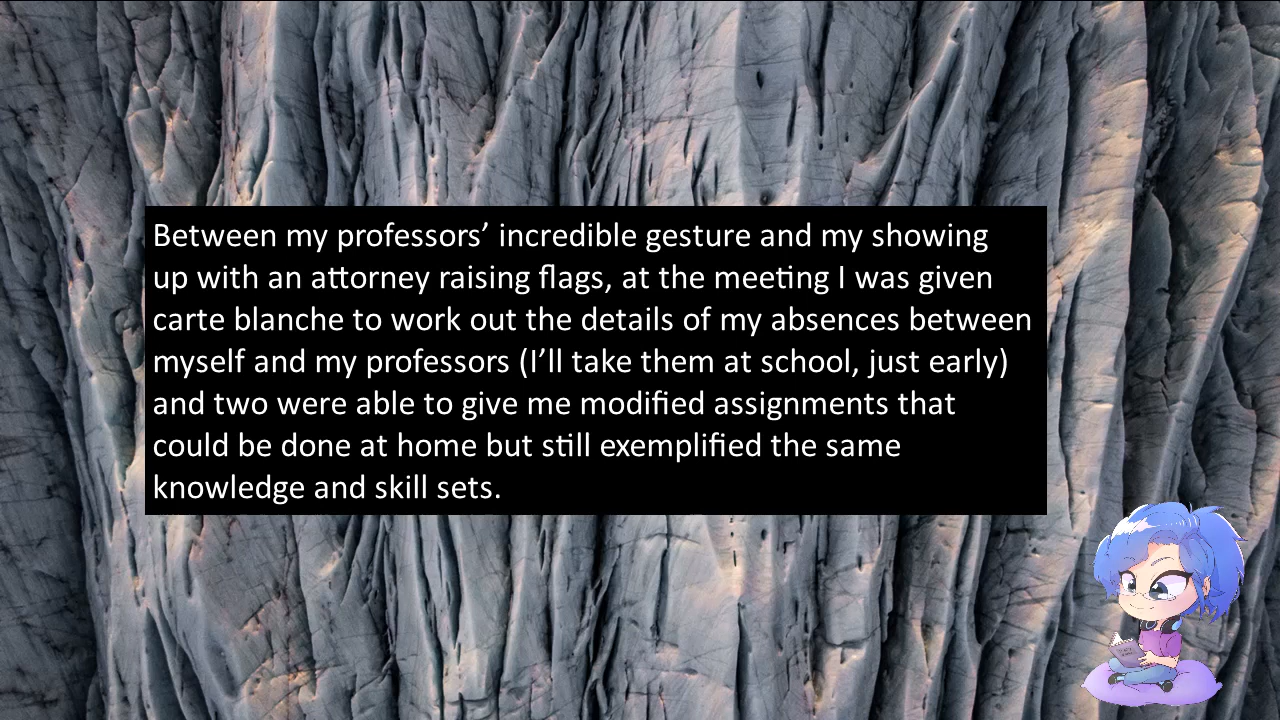 Between my professors’ incredible gesture and my showing
up with an attorney raising flags, at the meeting I was given
carte blanche to work out the details of my absences between
myself and my professors (I’ll take them at school, just early)
and two were able to give me modified assignments that
could be done at home but still exemplified the same
knowledge and skill sets.